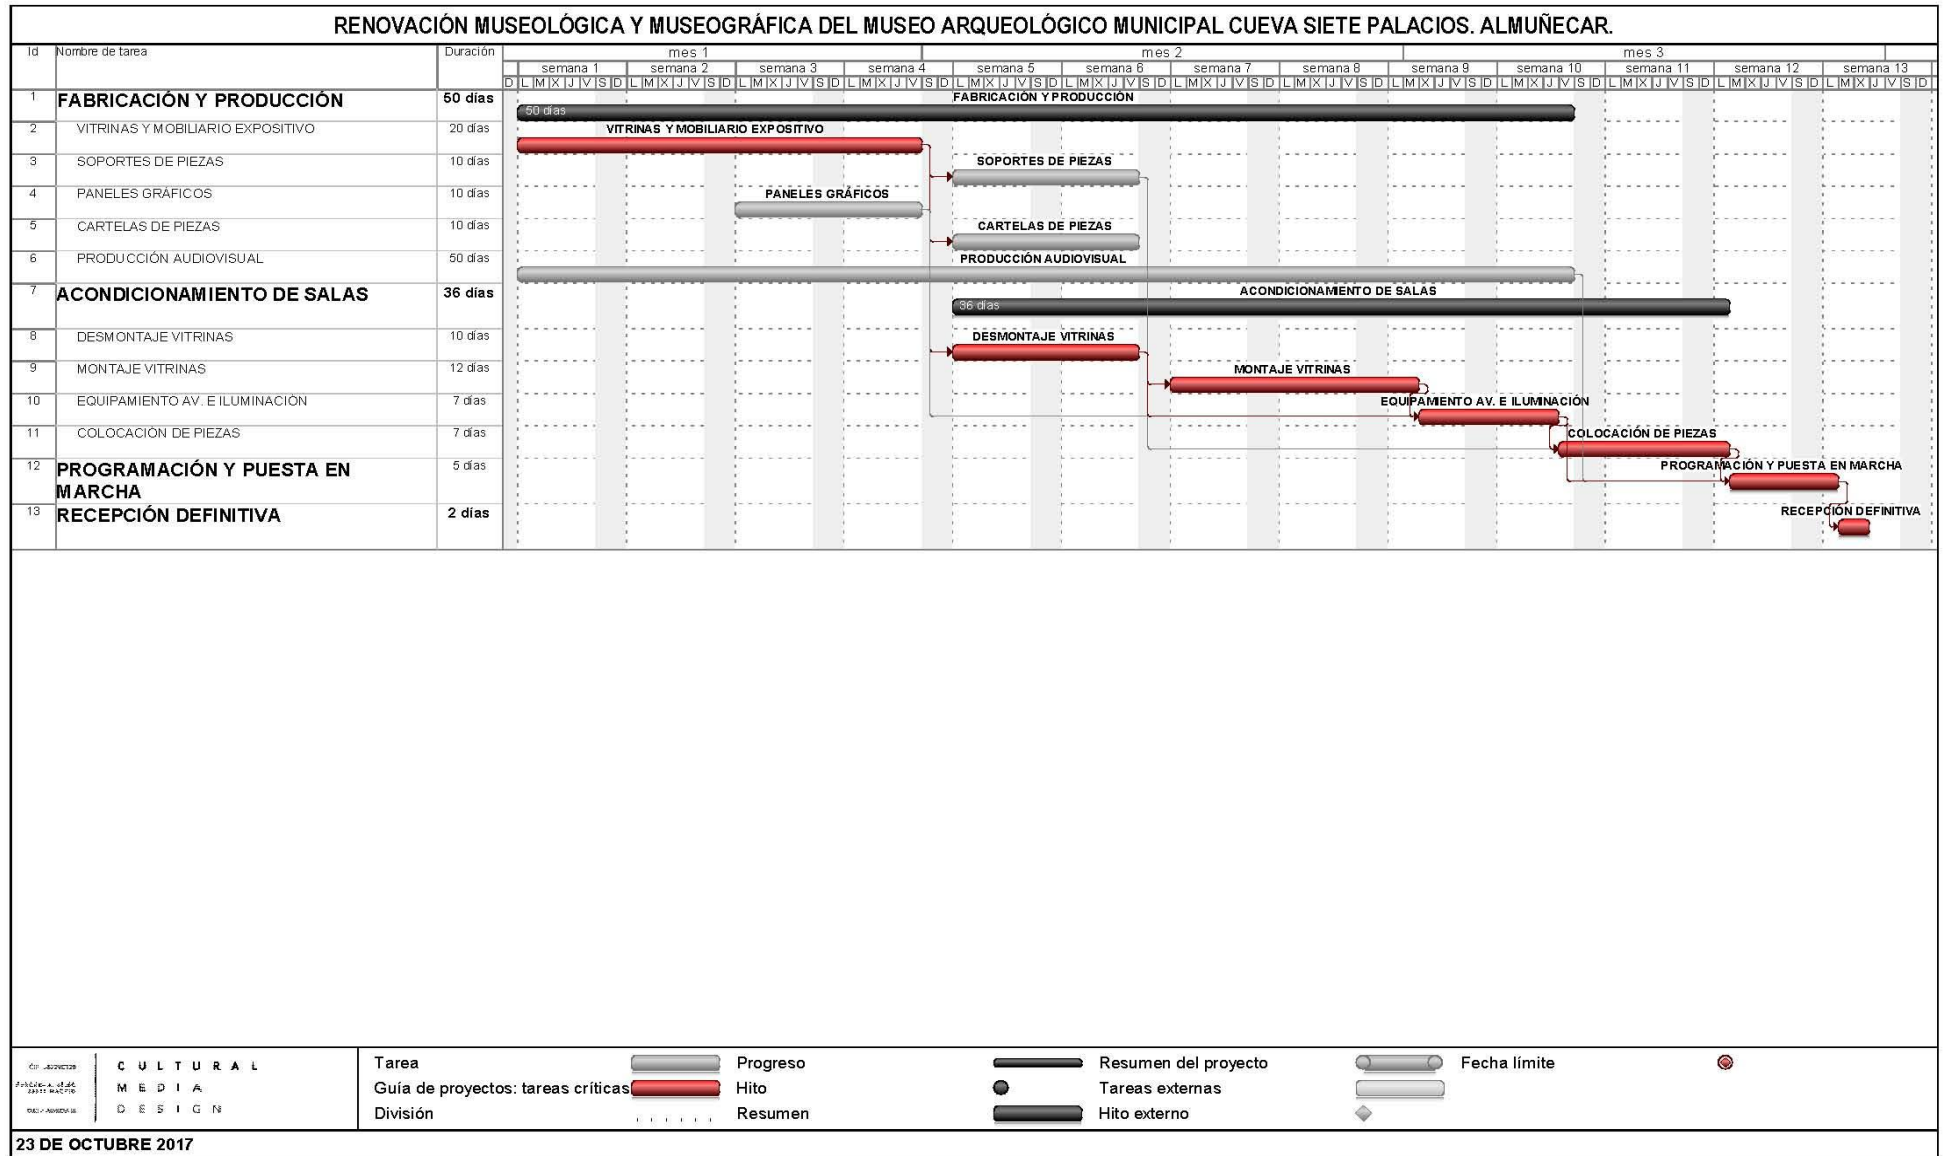 RENOVACIÓN MUSEOLÓGICA Y MUSEOGRÁFICA DEL MUSEO ARQUEOLÓGICO MUNICIPAL CUEVA SIETE PALACIOS. ALMUÑECAR.
Id Nombre de tarea Duración mes 1 mes 2 mes 3
semana 1 semana 2 semana 3 semana 4 semana 5 semana 6 semana 7 semana 8 semana 9 semana 10 semana 11 semana 12 semana 13
D L M X J V S D L M X J V S D L M X J V S D L M X J V S D L M X J V S D L M X J V S D L M X J V S D L M X J V S D L M X J V S D L M X J V S D L M X J V S D L M X J V S D L M X J V S D
1 FABRICACIÓN Y PRODUCCIÓN 50 días FABRICACIÓN Y PRODUCCIÓN
50 días
2 VITRINAS Y MOBILIARIO EXPOSITIVO 20 días VITRINAS Y MOBILIARIO EXPOSITIVO
3 SOPORTES DE PIEZAS 10 días SOPORTES DE PIEZAS
4 PANELES GRÁFICOS 10 días PANELES GRÁFICOS
5 CARTELAS DE PIEZAS 10 días CARTELAS DE PIEZAS
6 PRODUCCIÓN AUDIOVISUAL 50 días PRODUCCIÓN AUDIOVISUAL
7 ACONDICIONAMIENTO DE SALAS 36 días ACONDICIONAMIENTO DE SALAS
36 días
8 DESMONTAJE VITRINAS 10 días DESMONTAJE VITRINAS
9 MONTAJE VITRINAS 12 días MONTAJE VITRINAS
10 EQUIPAMIENTO AV. E ILUMINACIÓN 7 días EQUIPAMIENTO AV. E ILUMINACIÓN
11 COLOCACIÓN DE PIEZAS 7 días COLOCACIÓN DE PIEZAS
12 PROGRAMACIÓN Y PUESTA EN 5 días PROGRAMACIÓN Y PUESTA EN MARCHA
MARCHA
13 RECEPCIÓN DEFINITIVA 2 días RECEPCIÓN DEFINITIVA
CULTURAL
MEDIA
DESIGN
Tarea Progreso Resumen del proyecto Fecha límite
Guía de proyectos: tareas críticas Hito Tareas externas
División Resumen Hito externo
23 DE OCTUBRE 2017